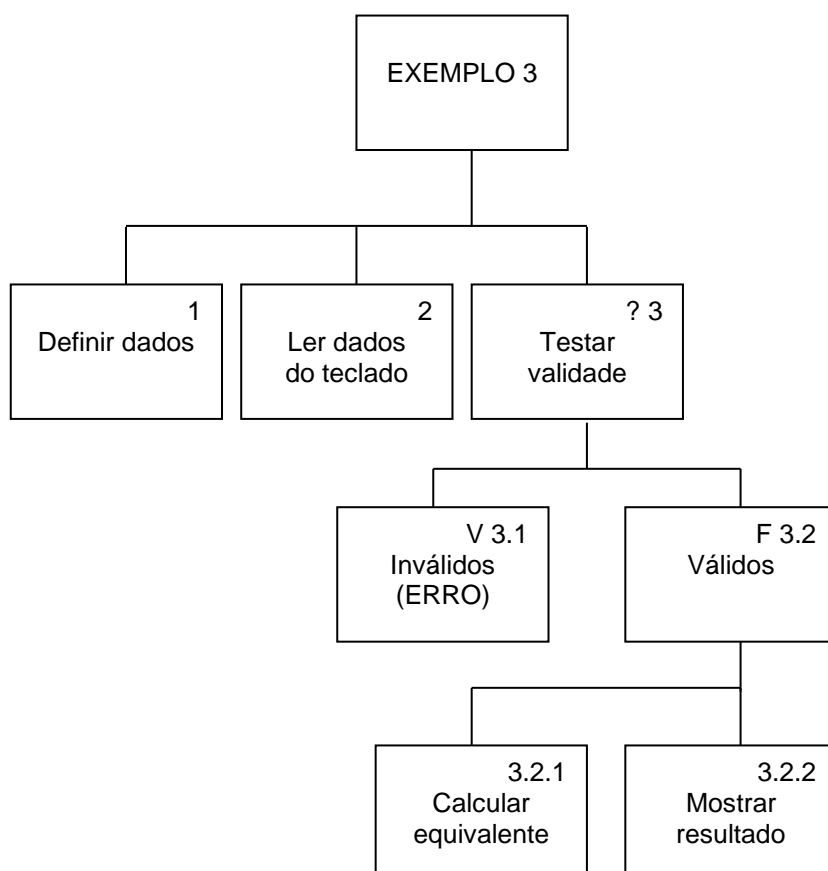 EXEMPLO 3
1
Definir dados
2
Ler dados
do teclado
? 3
Testar
validade
V 3.1
Inválidos
(ERRO)
F 3.2
Válidos
3.2.1
Calcular
equivalente
3.2.2
Mostrar
resultado